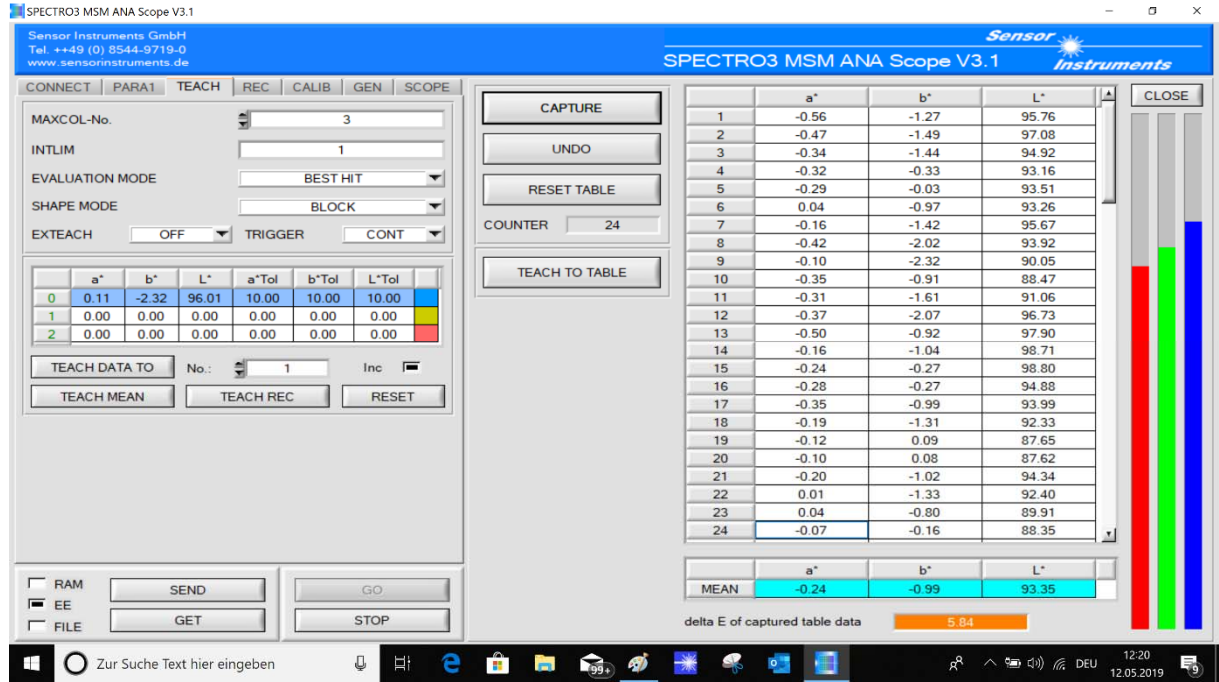 SPECTRO3 MSM ANA Scope V3.1
Sensor Instruments GmbH
Tel. ++49 (0) 8544-9719-0
www.sensorinstruments.de
Sensor
Instruments
SPECTRO3 MSM ANA Scope V3.1
CONNECT PARA1 TEACH REC CALIB GEN SCOPE
MAXCOL-No. 3
INTLIM 1
EVALUATION MODE BEST HIT
SHAPE MODE BLOCK
EXTEACH OFF TRIGGER CONT
a* b* L* a*Tol b*Tol L*Tol
0 0.11 -2.32 96.01 10.00 10.00 10.00
1 0.00 0.00 0.00 0.00 0.00 0.00
2 0.00 0.00 0.00 0.00 0.00 0.00
TEACH DATA TO No.: 1 Inc
TEACH MEAN TEACH REC RESET
RAM
EE
FILE
SEND
GET
GO
STOP
CAPTURE
UNDO
RESET TABLE
COUNTER 24
TEACH TO TABLE
CLOSE
a* b* L*
1 -0.56 -1.27 95.76
2 -0.47 -1.49 97.08
3 -0.34 -1.44 94.92
4 -0.32 -0.33 93.16
5 -0.29 -0.03 93.51
6 0.04 -0.97 93.26
7 -0.16 -1.42 95.67
8 -0.42 -2.02 93.92
9 -0.10 -2.32 90.05
10 -0.35 -0.91 88.47
11 -0.31 -1.61 91.06
12 -0.37 -2.07 96.73
13 -0.50 -0.92 97.90
14 -0.16 -1.04 98.71
15 -0.24 -0.27 98.80
16 -0.28 -0.27 94.88
17 -0.35 -0.99 93.99
18 -0.19 -1.31 92.33
19 -0.12 0.09 87.65
20 -0.10 0.08 87.62
21 -0.20 -1.02 94.34
22 0.01 -1.33 92.40
23 0.04 -0.80 89.91
24 -0.07 -0.16 88.35
a* b* L*
MEAN -0.24 -0.99 93.35
delta E of captured table data 5.84
Zur Suche Text hier eingeben
99+
DEU
12:20
12.05.2019
9